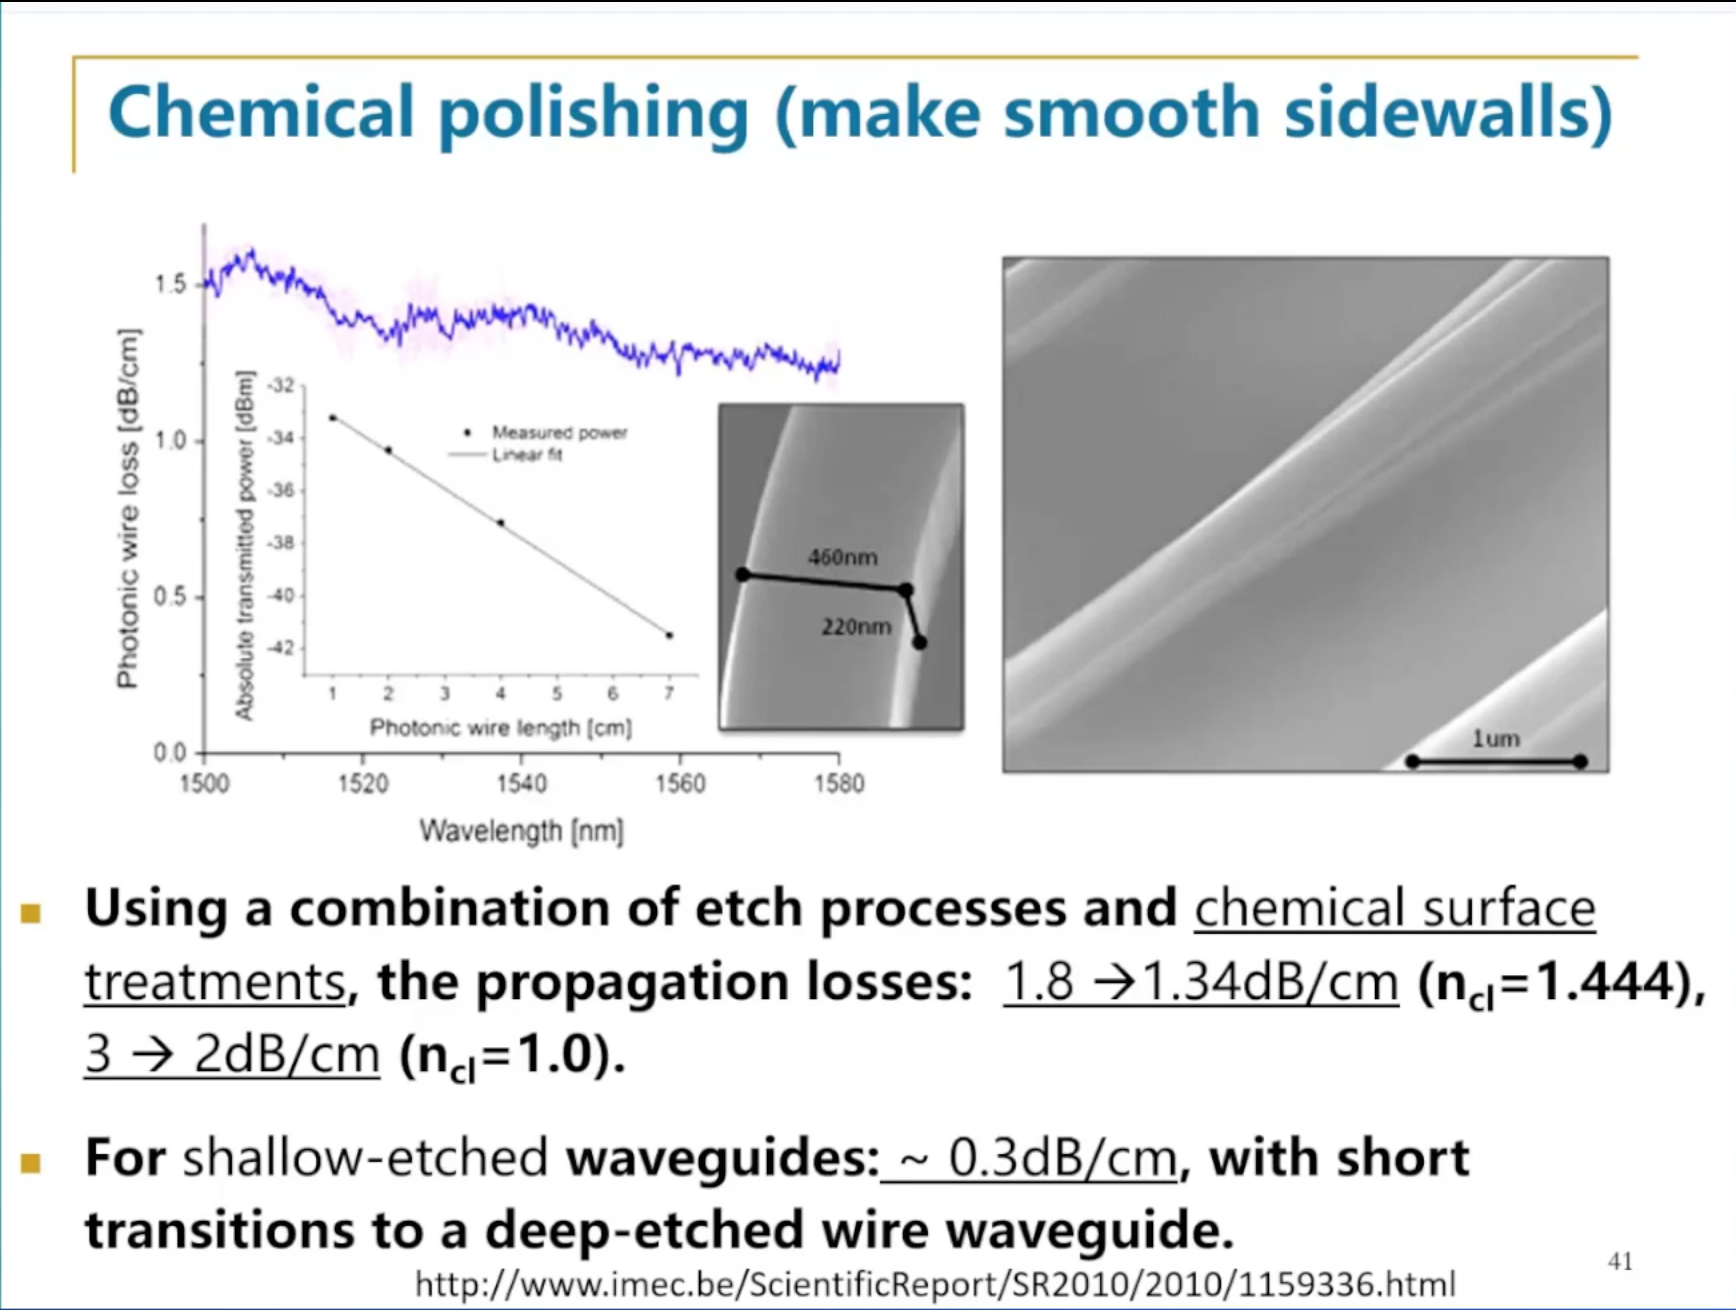 Chemical polishing (make smooth sidewalls)
Photonic wire loss [dB/cm]
1.5
1.0
0.5
0.0
1500
1520
1540
1560
1580
Wavelength [nm]
Absolute transmitted power [dBm]
-32
-34
-36
-38
-40
-42
Measured power
Linear fit
1
2
3
4
5
6
7
Photonic wire length [cm]
460nm
220nm
1um
■ Using a combination of etch processes and chemical surface
treatments, the propagation losses: 1.8 →1.34dB/cm (ncl=1.444),
3 → 2dB/cm (ncl=1.0).
■ For shallow-etched waveguides: ~ 0.3dB/cm, with short
transitions to a deep-etched wire waveguide.
41
http://www.imec.be/ScientificReport/SR2010/2010/1159336.html